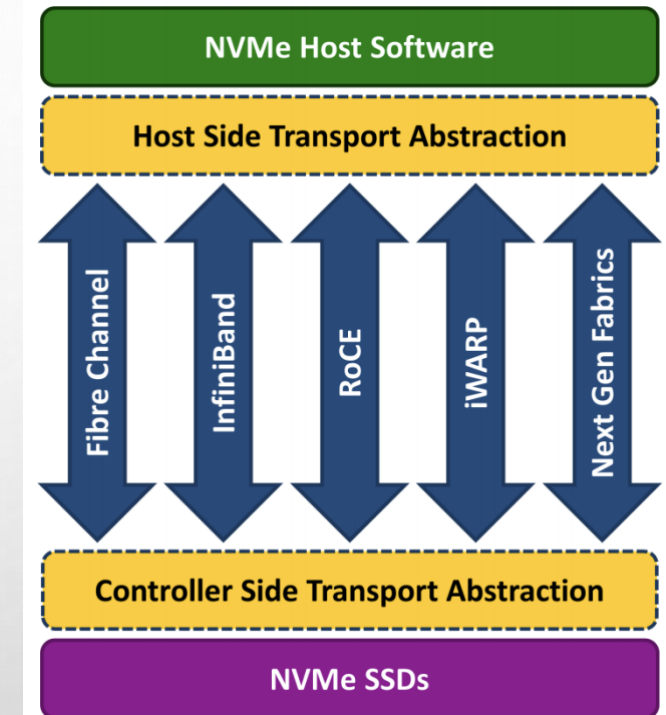 NVMe Host Software
Host Side Transport Abstraction
Fibre Channel
InfiniBand
RoCE
iWARP
Next Gen Fabrics
Controller Side Transport Abstraction
NVMe SSDs